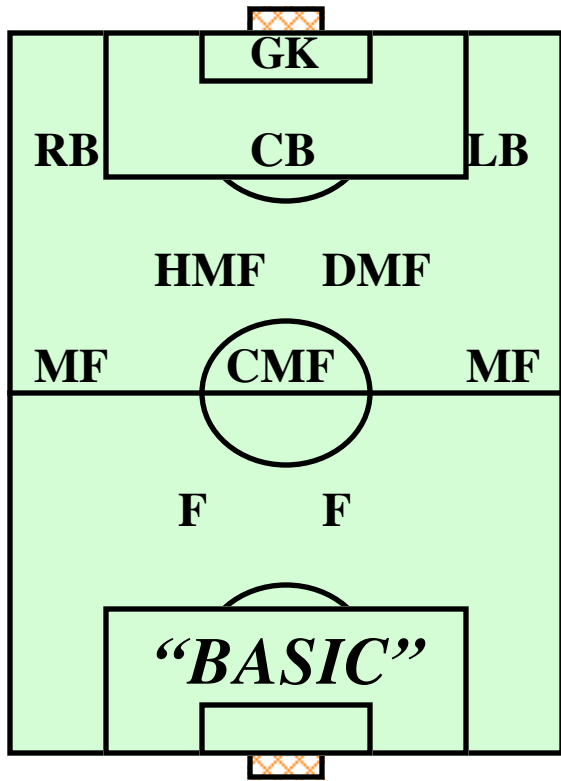 GK
RB CB LB
HMF DMF
MF CMF MF
F F
“BASIC”